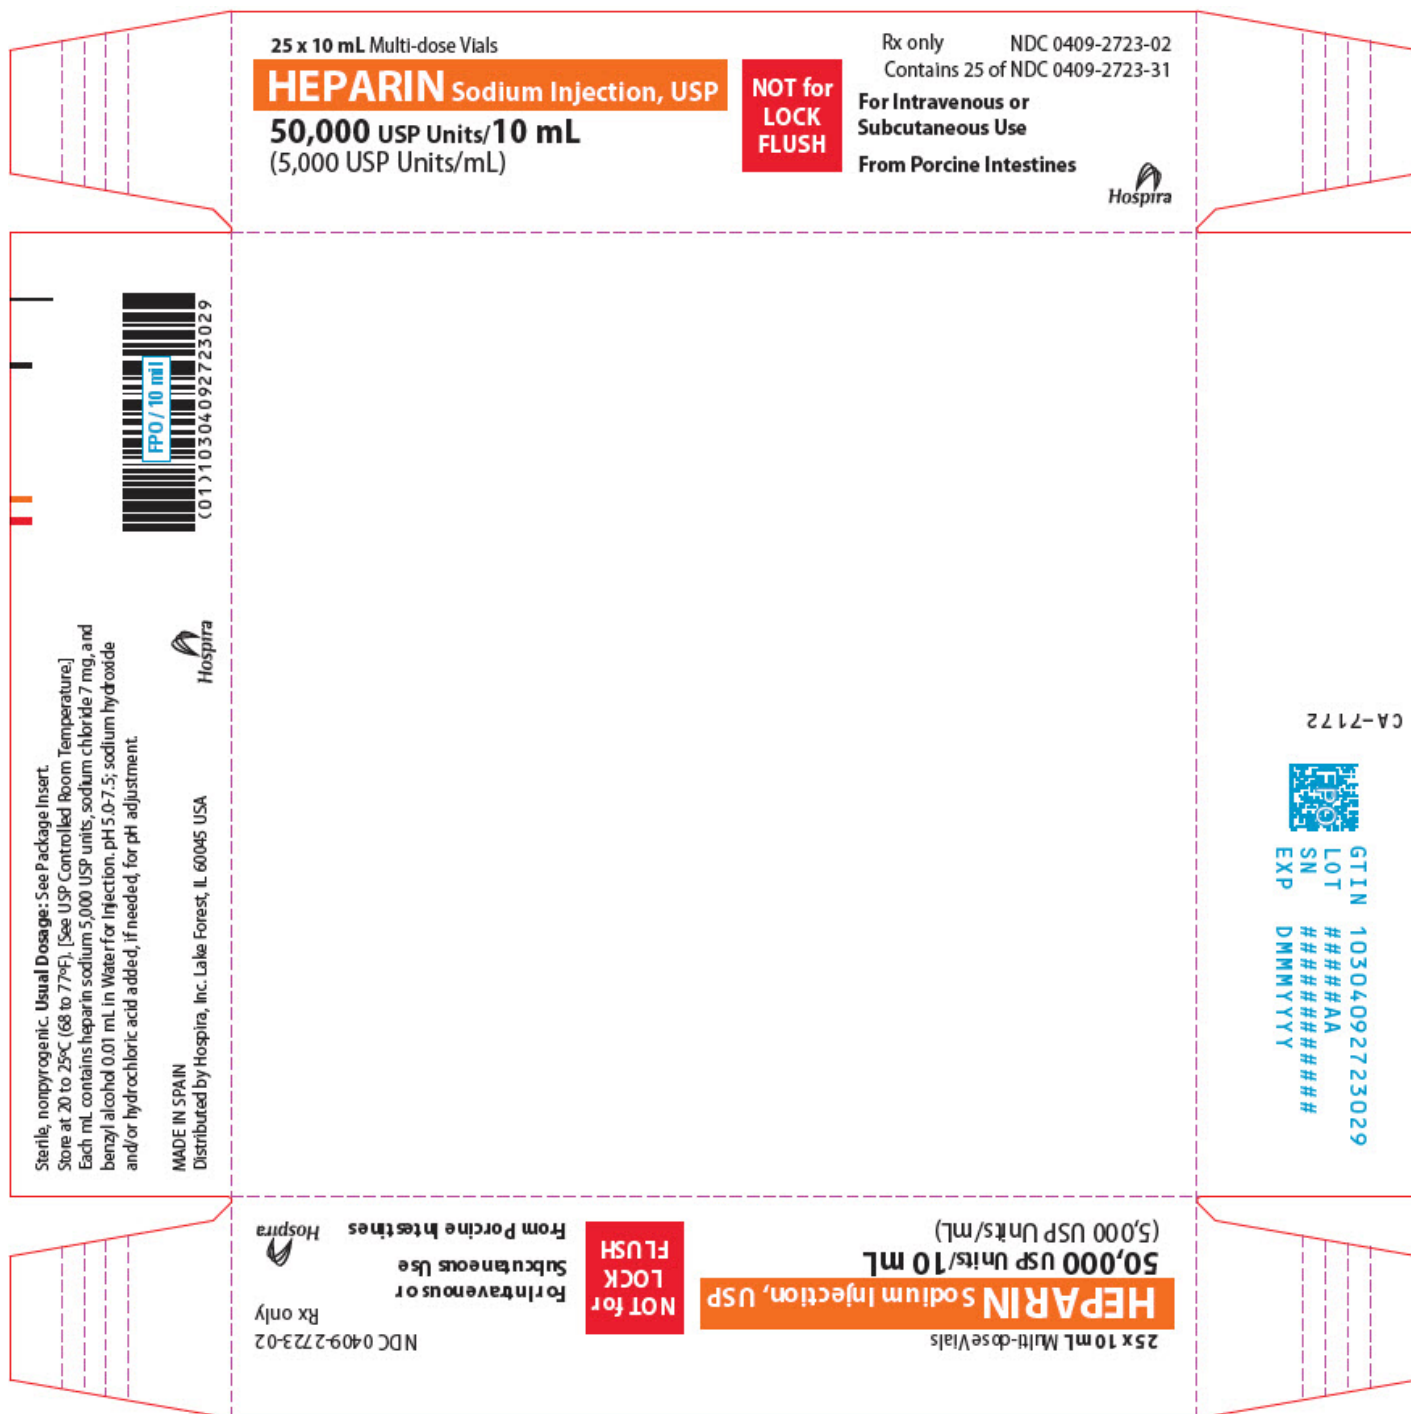 25 x 10 mL Multi-dose Vials
HEPARIN Sodium Injection, USP
50,000 USP Units/10 mL
(5,000 USP Units/mL)
NOT for
LOCK
FLUSH
Rx only NDC 0409-2723-02
Contains 25 of NDC 0409-2723-31
For Intravenous or
Subcutaneous Use
From Porcine Intestines
Hospira
(01)10304092723029
FPO / 10 mil
Hospira
Sterile, nonpyrogenic. Usual Dosage: See Package Insert.
Store at 20 to 25°C (68 to 77°F). [See USP Controlled Room Temperature.]
Each mL contains heparin sodium 5,000 USP units, sodium chloride 7 mg, and
benzyl alcohol 0.01 mL in Water for Injection. pH 5.0-7.5; sodium hydroxide
and/or hydrochloric acid added, if needed, for pH adjustment.
MADE IN SPAIN
Distributed by Hospira, Inc. Lake Forest, IL 60045 USA
CA-7172
FPO
GTIN 10304092723029
LOT #####AA
SN ############
EXP DMMMYYYY
25 x 10 mL Multi-dose Vials
HEPARIN Sodium Injection, USP
50,000 USP Units/10 mL
(5,000 USP Units/mL)
NOT for
LOCK
FLUSH
NDC 0409-2723-02
Rx only
For Intravenous or
Subcutaneous Use
From Porcine Intestines
Hospira